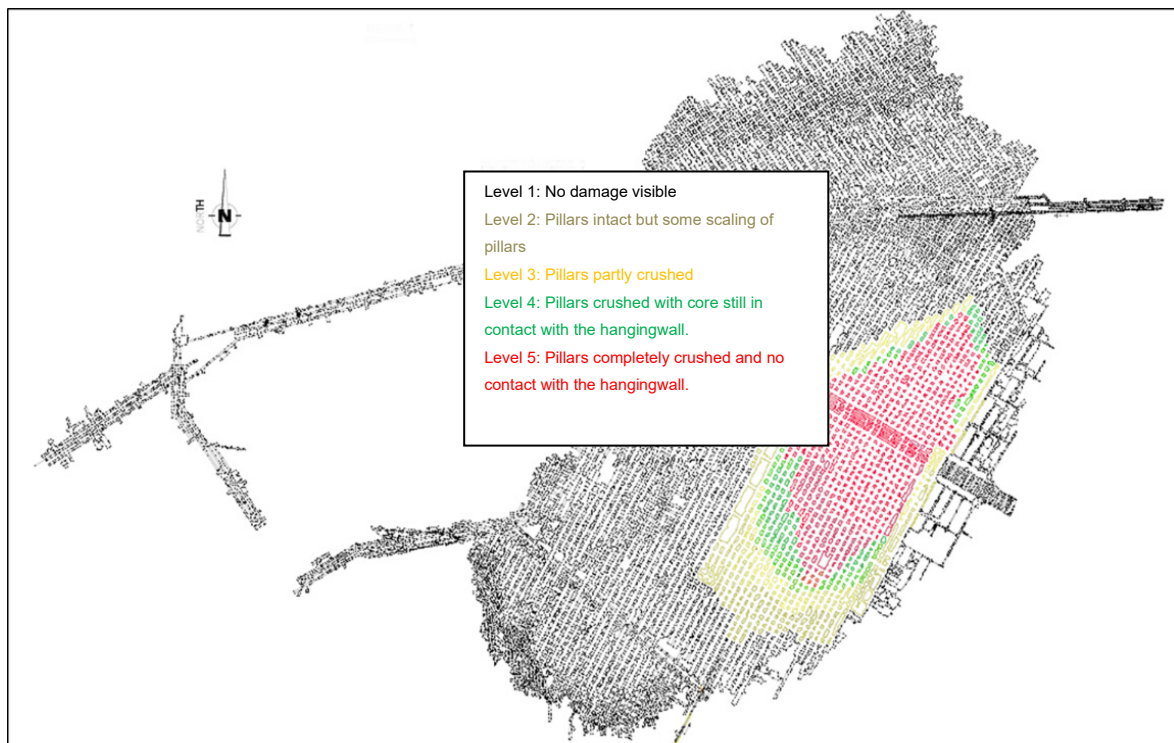 NORTH
N
Level 1: No damage visible
Level 2: Pillars intact but some scaling of
pillars
Level 3: Pillars partly crushed
Level 4: Pillars crushed with core still in
contact with the hangingwall.
Level 5: Pillars completely crushed and no
contact with the hangingwall.